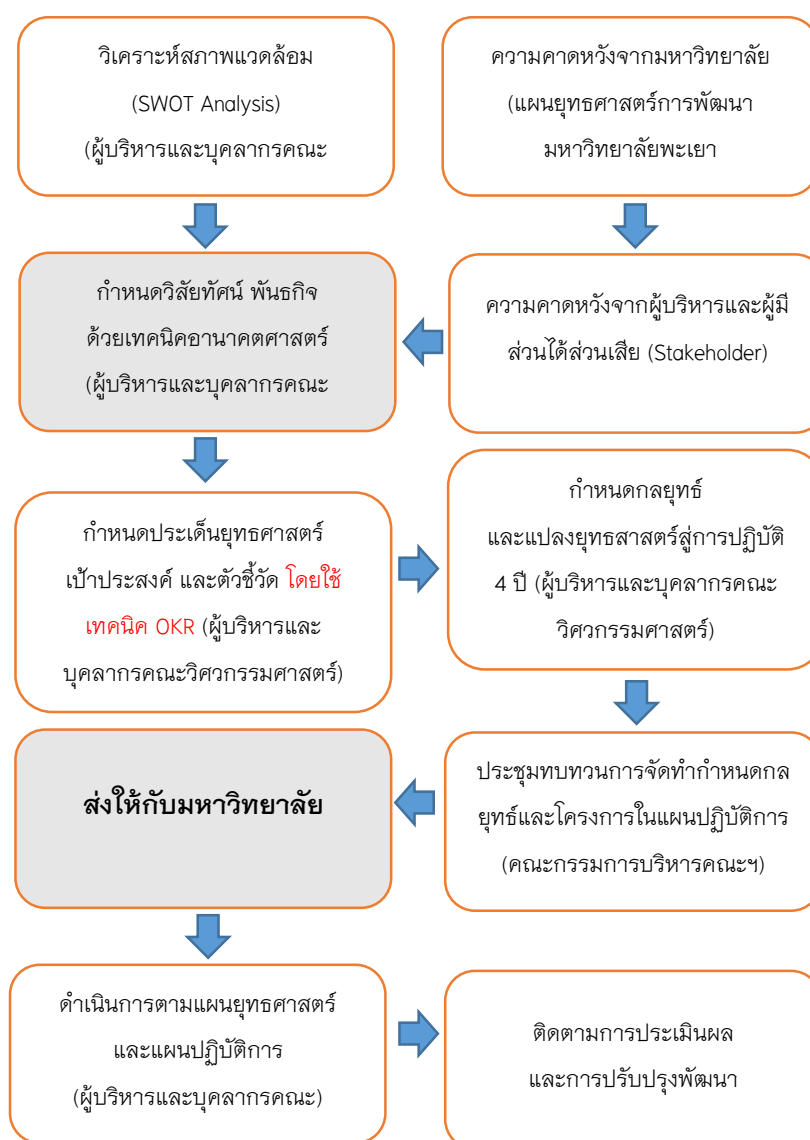 วิเคราะห์สภาพแวดล้อม
(SWOT Analysis)
(ผู้บริหารและบุคลากรคณะ
ความคาดหวังจากมหาวิทยาลัย
(แผนยุทธศาสตร์การพัฒนา
มหาวิทยาลัยพะเยา
กำหนดวิสัยทัศน์ พันธกิจ
ด้วยเทคนิคอานาคตศาสตร์
(ผู้บริหารและบุคลากรคณะ
ความคาดหวังจากผู้บริหารและผู้มี
ส่วนได้ส่วนเสีย (Stakeholder)
กำหนดประเด็นยุทธศาสตร์
เป้าประสงค์ และตัวชี้วัด โดยใช้
เทคนิค OKR (ผู้บริหารและ
บุคลากรคณะวิศวกรรมศาสตร์)
กำหนดกลยุทธ์
และแปลงยุทธสาสตร์สู่การปฏิบัติ
4 ปี (ผู้บริหารและบุคลากรคณะ
วิศวกรรมศาสตร์)
ประชุมทบทวนการจัดทำกำหนดกล
ยุทธ์และโครงการในแผนปฏิบัติการ
(คณะกรรมการบริหารคณะฯ)
ส่งให้กับมหาวิทยาลัย
ดำเนินการตามแผนยุทธศาสตร์
และแผนปฏิบัติการ
(ผู้บริหารและบุคลากรคณะ)
ติดตามการประเมินผล
และการปรับปรุงพัฒนา